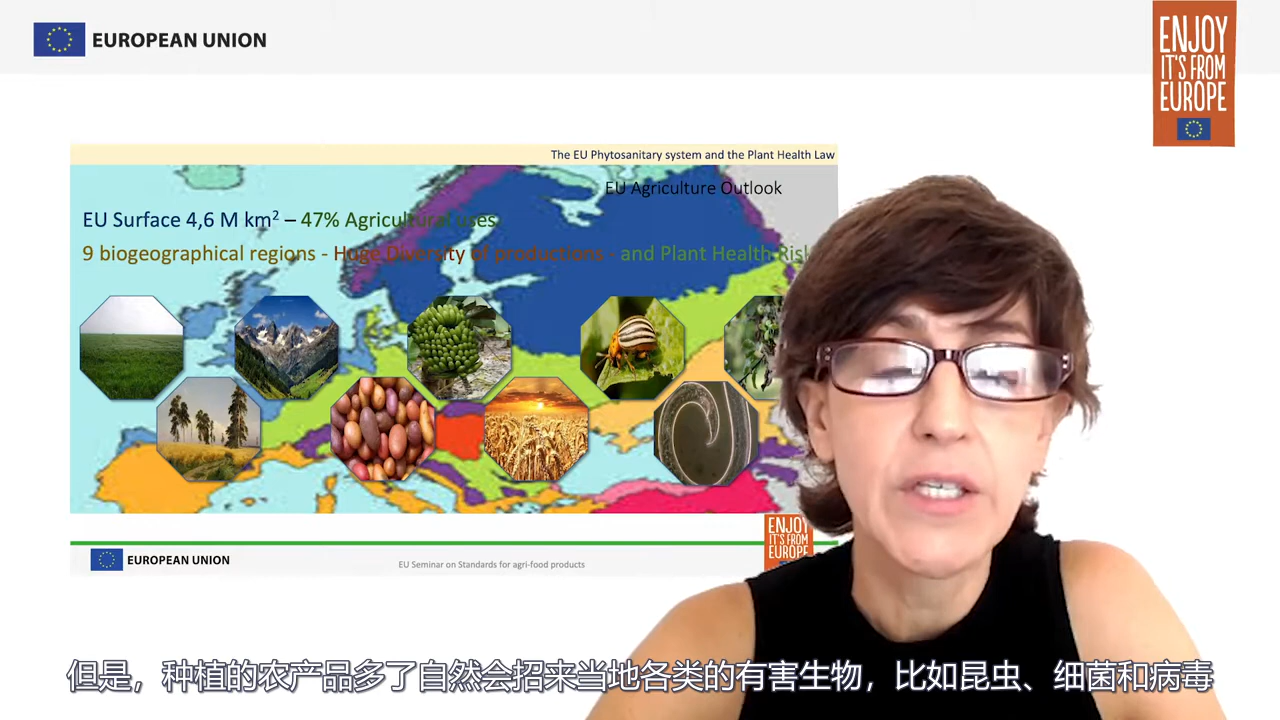 EUROPEAN UNION
ENJOY
IT'S FROM
EUROPE
The EU Phytosanitary system and the Plant Health Law
EU Agriculture Outlook
EU Surface 4,6 M km² – 47% Agricultural uses
9 biogeographical regions - Huge Diversity of productions - and Plant Health
EUROPEAN UNION
EU Seminar on Standards for agri-food products
ENJOY
IT'S FROM
EUROPE
但是，种植的农产品多了自然会招来当地各类的有害生物，比如昆虫、细菌和病毒